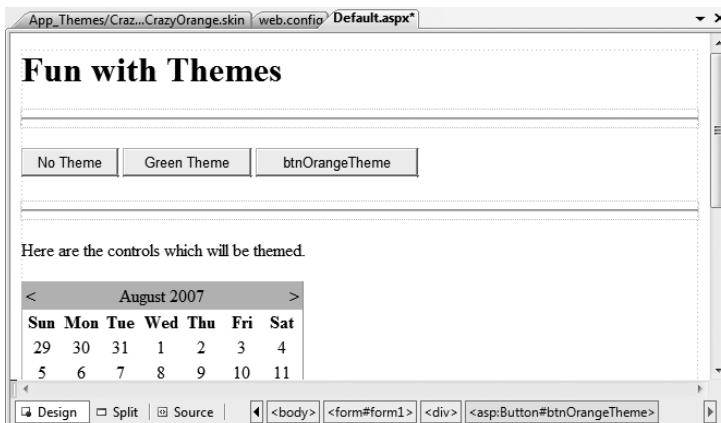 App_Themes/Craz...CrazyOrange.skin web.config Default.aspx*
Fun with Themes
No Theme Green Theme btnOrangeTheme
Here are the controls which will be themed.
< August 2007 >
Sun Mon Tue Wed Thu Fri Sat
29 30 31 1 2 3 4
5 6 7 8 9 10 11
Design Split Source <body> <form#form1> <div> <asp:Button#btnOrangeTheme>